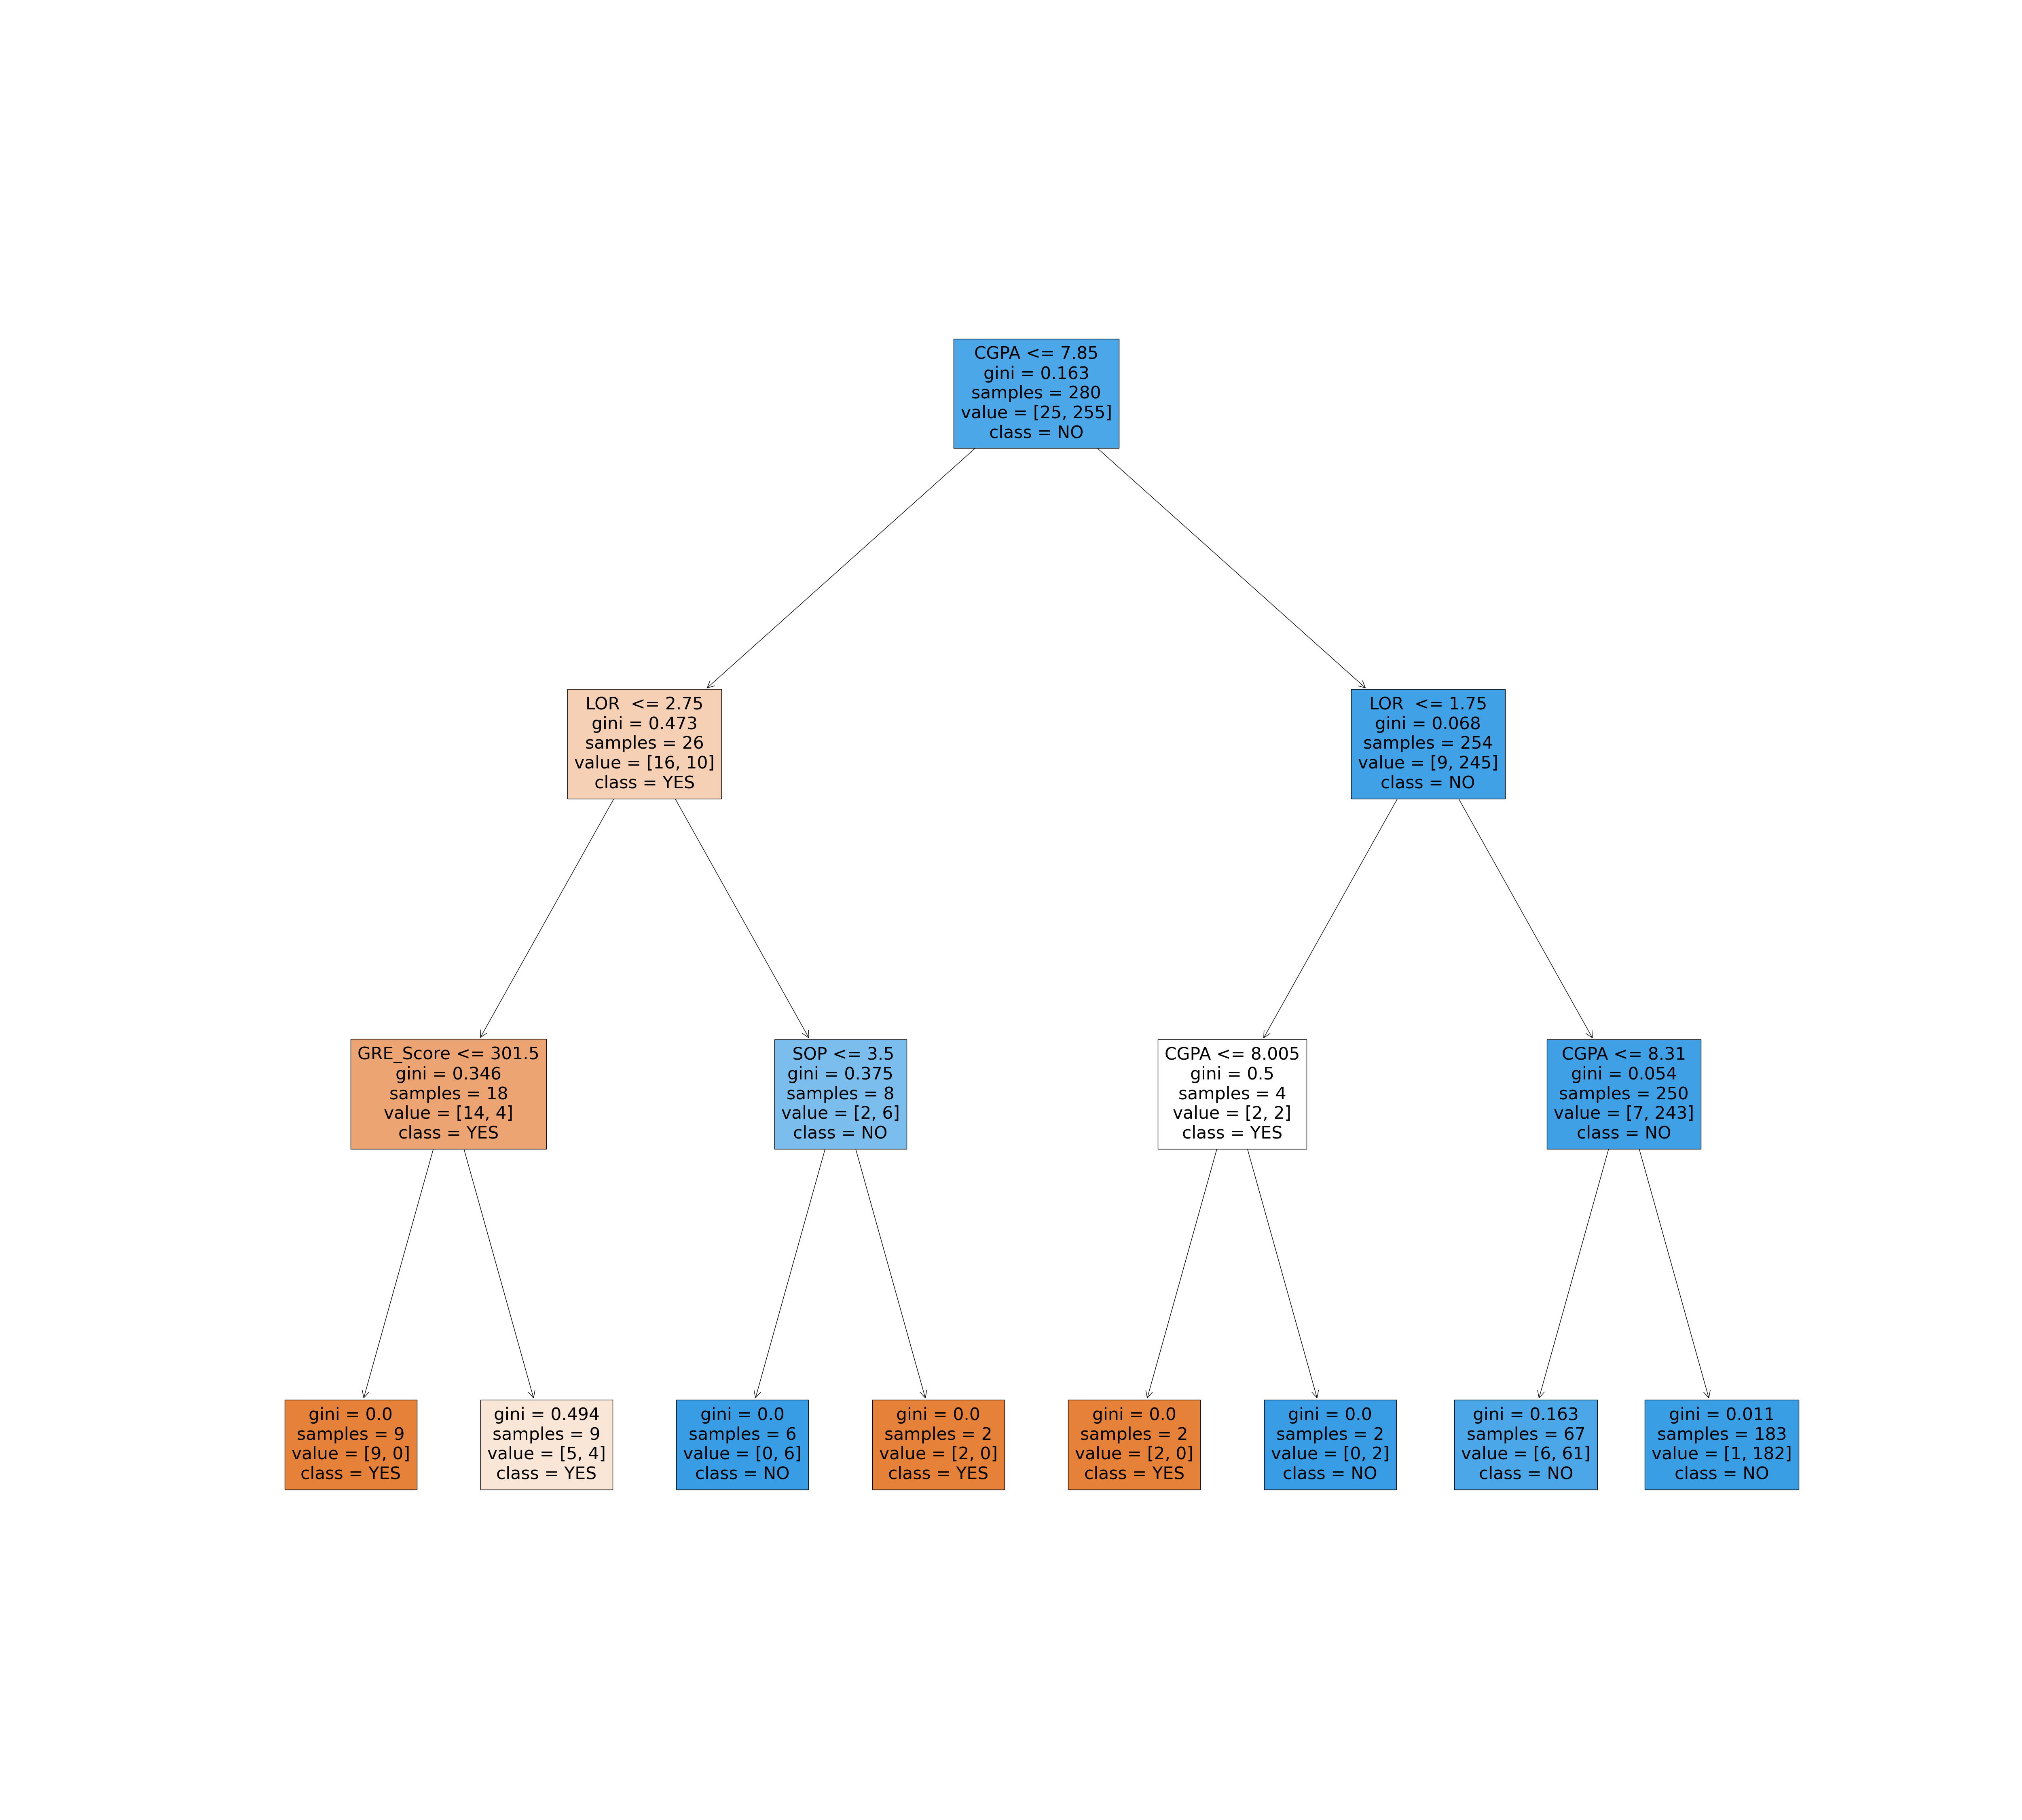 CGPA <= 7.85
gini = 0.163
samples = 280
value = [25, 255]
class = NO
LOR  <= 2.75
gini = 0.473
samples = 26
value = [16, 10]
class = YES
LOR  <= 1.75
gini = 0.068
samples = 254
value = [9, 245]
class = NO
GRE_Score <= 301.5
gini = 0.346
samples = 18
value = [14, 4]
class = YES
SOP <= 3.5
gini = 0.375
samples = 8
value = [2, 6]
class = NO
CGPA <= 8.005
gini = 0.5
samples = 4
value = [2, 2]
class = YES
CGPA <= 8.31
gini = 0.054
samples = 250
value = [7, 243]
class = NO
gini = 0.0
samples = 9
value = [9, 0]
class = YES
gini = 0.494
samples = 9
value = [5, 4]
class = YES
gini = 0.0
samples = 6
value = [0, 6]
class = NO
gini = 0.0
samples = 2
value = [2, 0]
class = YES
gini = 0.0
samples = 2
value = [2, 0]
class = YES
gini = 0.0
samples = 2
value = [0, 2]
class = NO
gini = 0.163
samples = 67
value = [6, 61]
class = NO
gini = 0.011
samples = 183
value = [1, 182]
class = NO